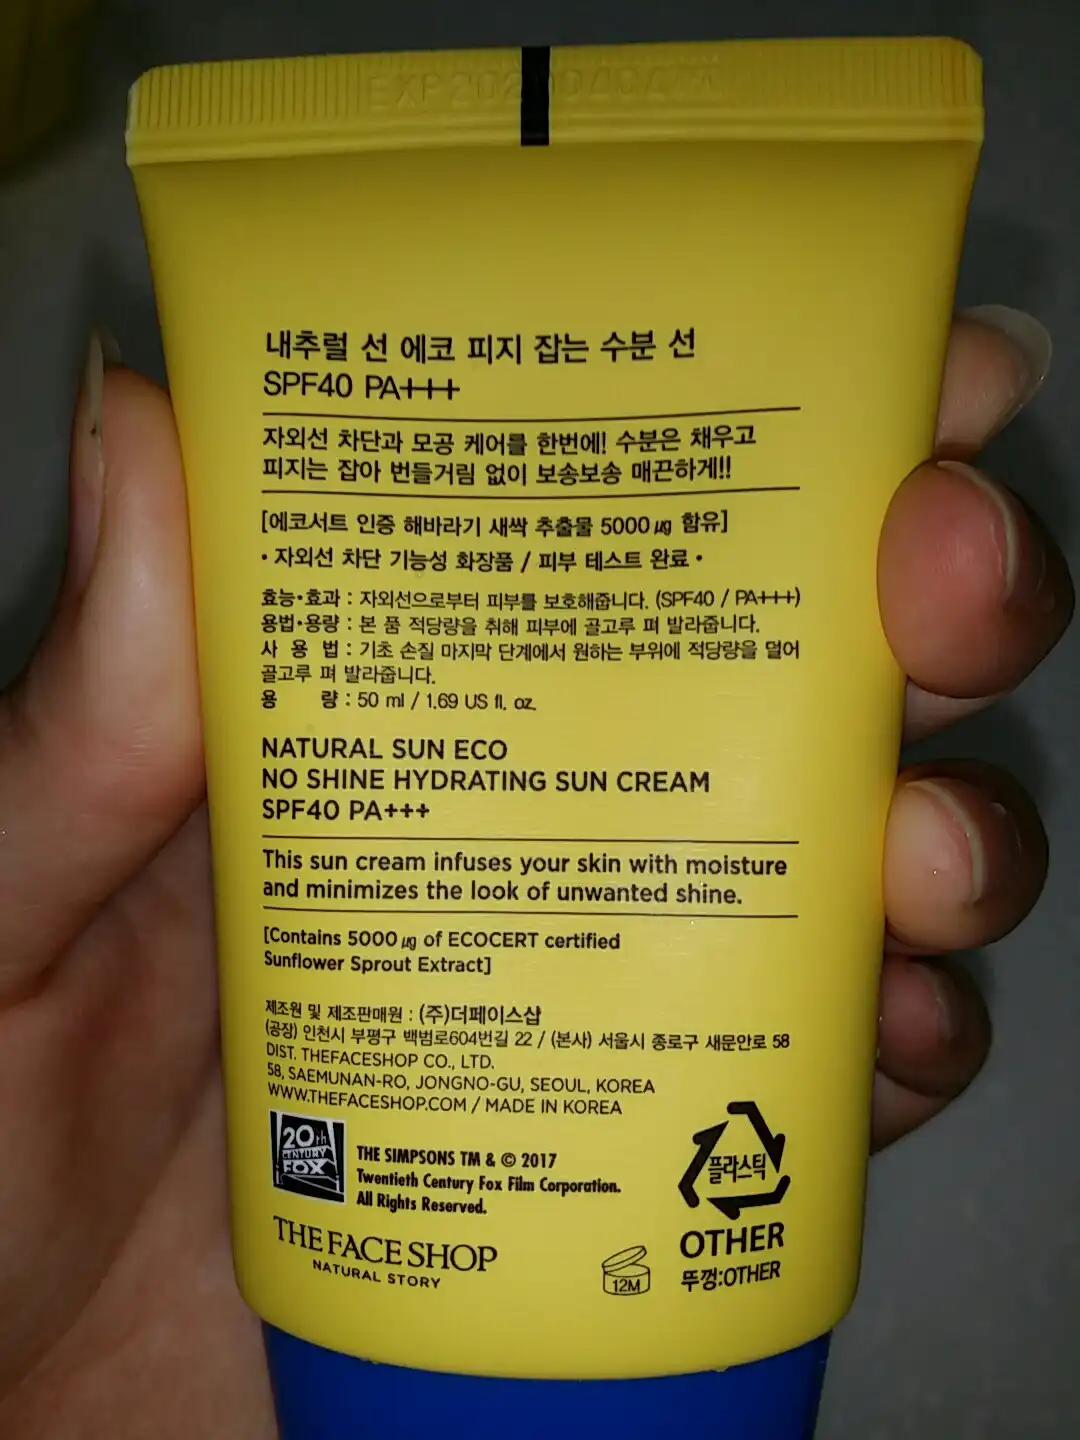 내추럴 선 에코 피지 잡는 수분 선
SPF40 PA+++
자외선 차단과 모공 케어를 한번에! 수분은 채우고
피지는 잡아 번들거림 없이 보송보송 매끈하게!!
[에코서트 인증 해바라기 새싹 추출물 5000㎍ 함유]
• 자외선 차단 기능성 화장품 / 피부 테스트 완료 •
효능•효과 : 자외선으로부터 피부를 보호해줍니다. (SPF40 / PA+++)
용법•용량 : 본 품 적당량을 취해 피부에 골고루 펴 발라줍니다.
사 용 법 : 기초 손질 마지막 단계에서 원하는 부위에 적당량을 덜어
골고루 펴 발라줍니다.
용 량 : 50 ml / 1.69 US fl. oz.
NATURAL SUN ECO
NO SHINE HYDRATING SUN CREAM
SPF40 PA+++
This sun cream infuses your skin with moisture
and minimizes the look of unwanted shine.
[Contains 5000㎍ of ECOCERT certified
Sunflower Sprout Extract]
제조원 및 제조판매원 : (주)더페이스샵
(공장) 인천시 부평구 백범로604번길 22 / (본사) 서울시 종로구 새문안로 58
DIST. THEFACESHOP CO., LTD.
58, SAEMUNAN-RO, JONGNO-GU, SEOUL, KOREA
WWW.THEFACESHOP.COM / MADE IN KOREA
20th
CENTURY
FOX
THE SIMPSONS TM & © 2017
Twentieth Century Fox Film Corporation.
All Rights Reserved.
THE FACE SHOP
NATURAL STORY
12M
플라스틱
OTHER
뚜껑:OTHER